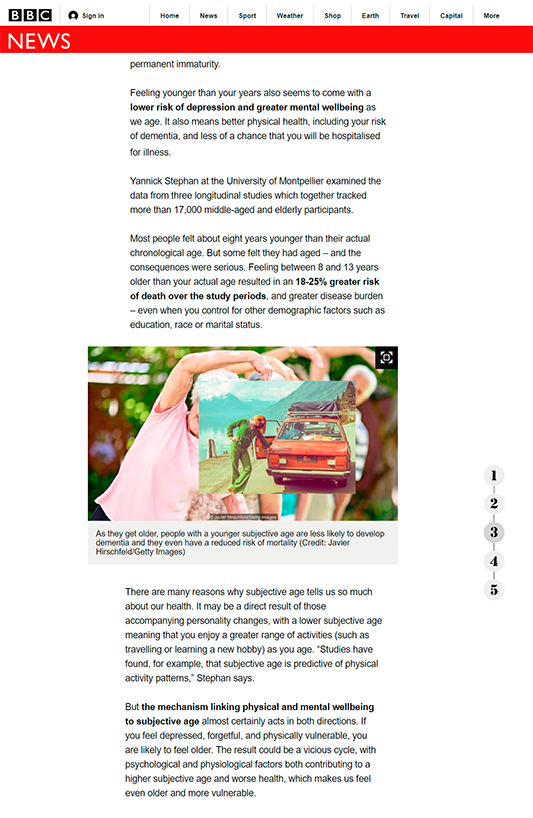 BBC
Sign in
Home
News
Sport
Weather
Shop
Earth
Travel
Capital
More
NEWS
permanent immaturity.
Feeling younger than your years also seems to come with a
lower risk of depression and greater mental wellbeing as
we age. It also means better physical health, including your risk
of dementia, and less of a chance that you will be hospitalised
for illness.
Yannick Stephan at the University of Montpellier examined the
data from three longitudinal studies which together tracked
more than 17,000 middle-aged and elderly participants.
Most people felt about eight years younger than their actual
chronological age. But some felt they had aged – and the
consequences were serious. Feeling between 8 and 13 years
older than your actual age resulted in an 18-25% greater risk
of death over the study periods, and greater disease burden
– even when you control for other demographic factors such as
education, race or marital status.
© Javier Hirschfeld/Getty Images
As they get older, people with a younger subjective age are less likely to develop
dementia and they even have a reduced risk of mortality (Credit: Javier
Hirschfeld/Getty Images)
1
2
3
4
5
There are many reasons why subjective age tells us so much
about our health. It may be a direct result of those
accompanying personality changes, with a lower subjective age
meaning that you enjoy a greater range of activities (such as
travelling or learning a new hobby) as you age. “Studies have
found, for example, that subjective age is predictive of physical
activity patterns,” Stephan says.
But the mechanism linking physical and mental wellbeing
to subjective age almost certainly acts in both directions. If
you feel depressed, forgetful, and physically vulnerable, you
are likely to feel older. The result could be a vicious cycle, with
psychological and physiological factors both contributing to a
higher subjective age and worse health, which makes us feel
even older and more vulnerable.